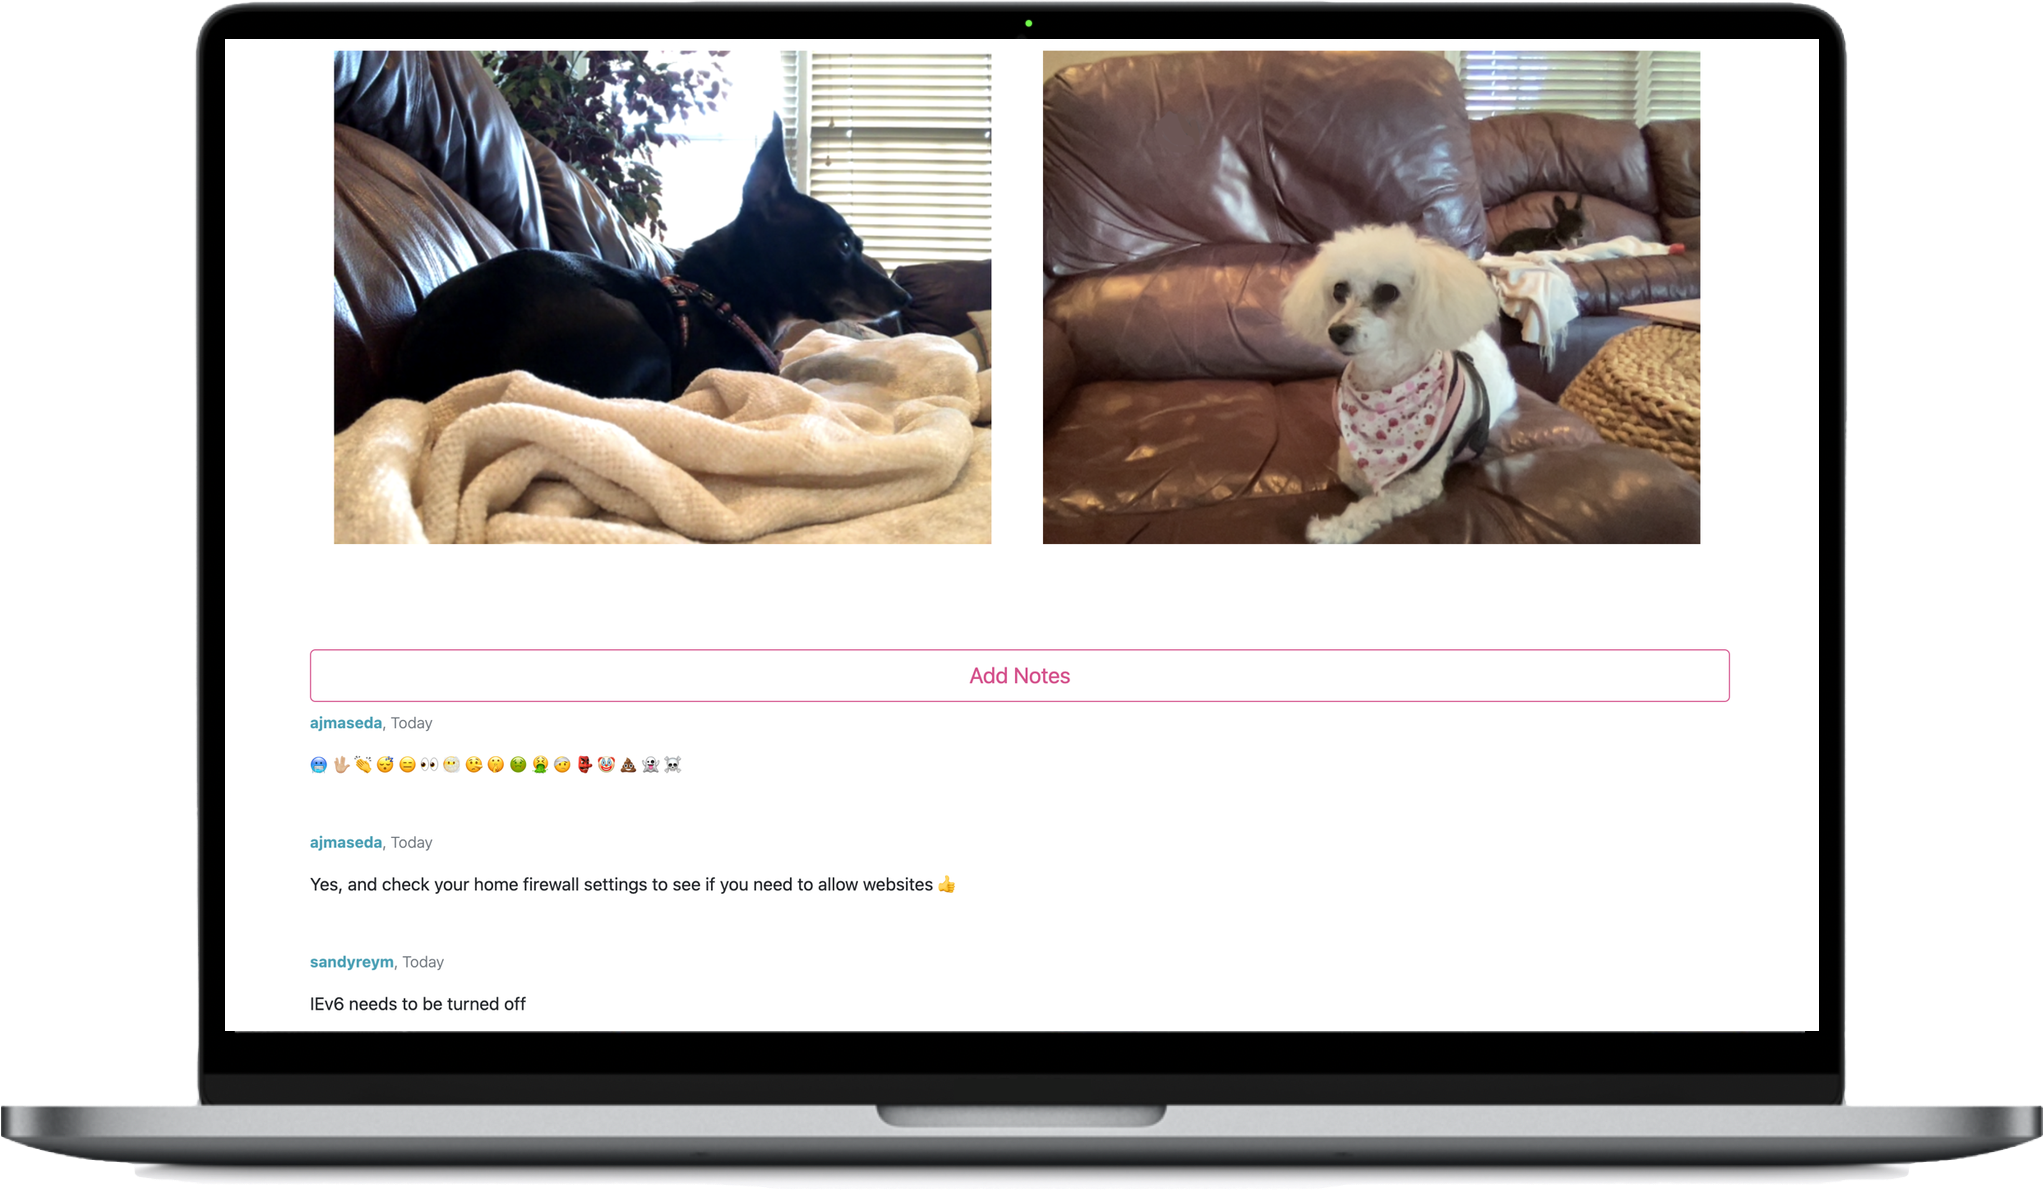 Add Notes
ajmaseda, Today
🥶 🖖🏼 👏 😴 😑 👀 😶‍🌫️ 🤥 🤫 🤢 🤮 🤕 👺 🤡 💩 👻 ☠️
ajmaseda, Today
Yes, and check your home firewall settings to see if you need to allow websites 👍
sandyreym, Today
IEv6 needs to be turned off